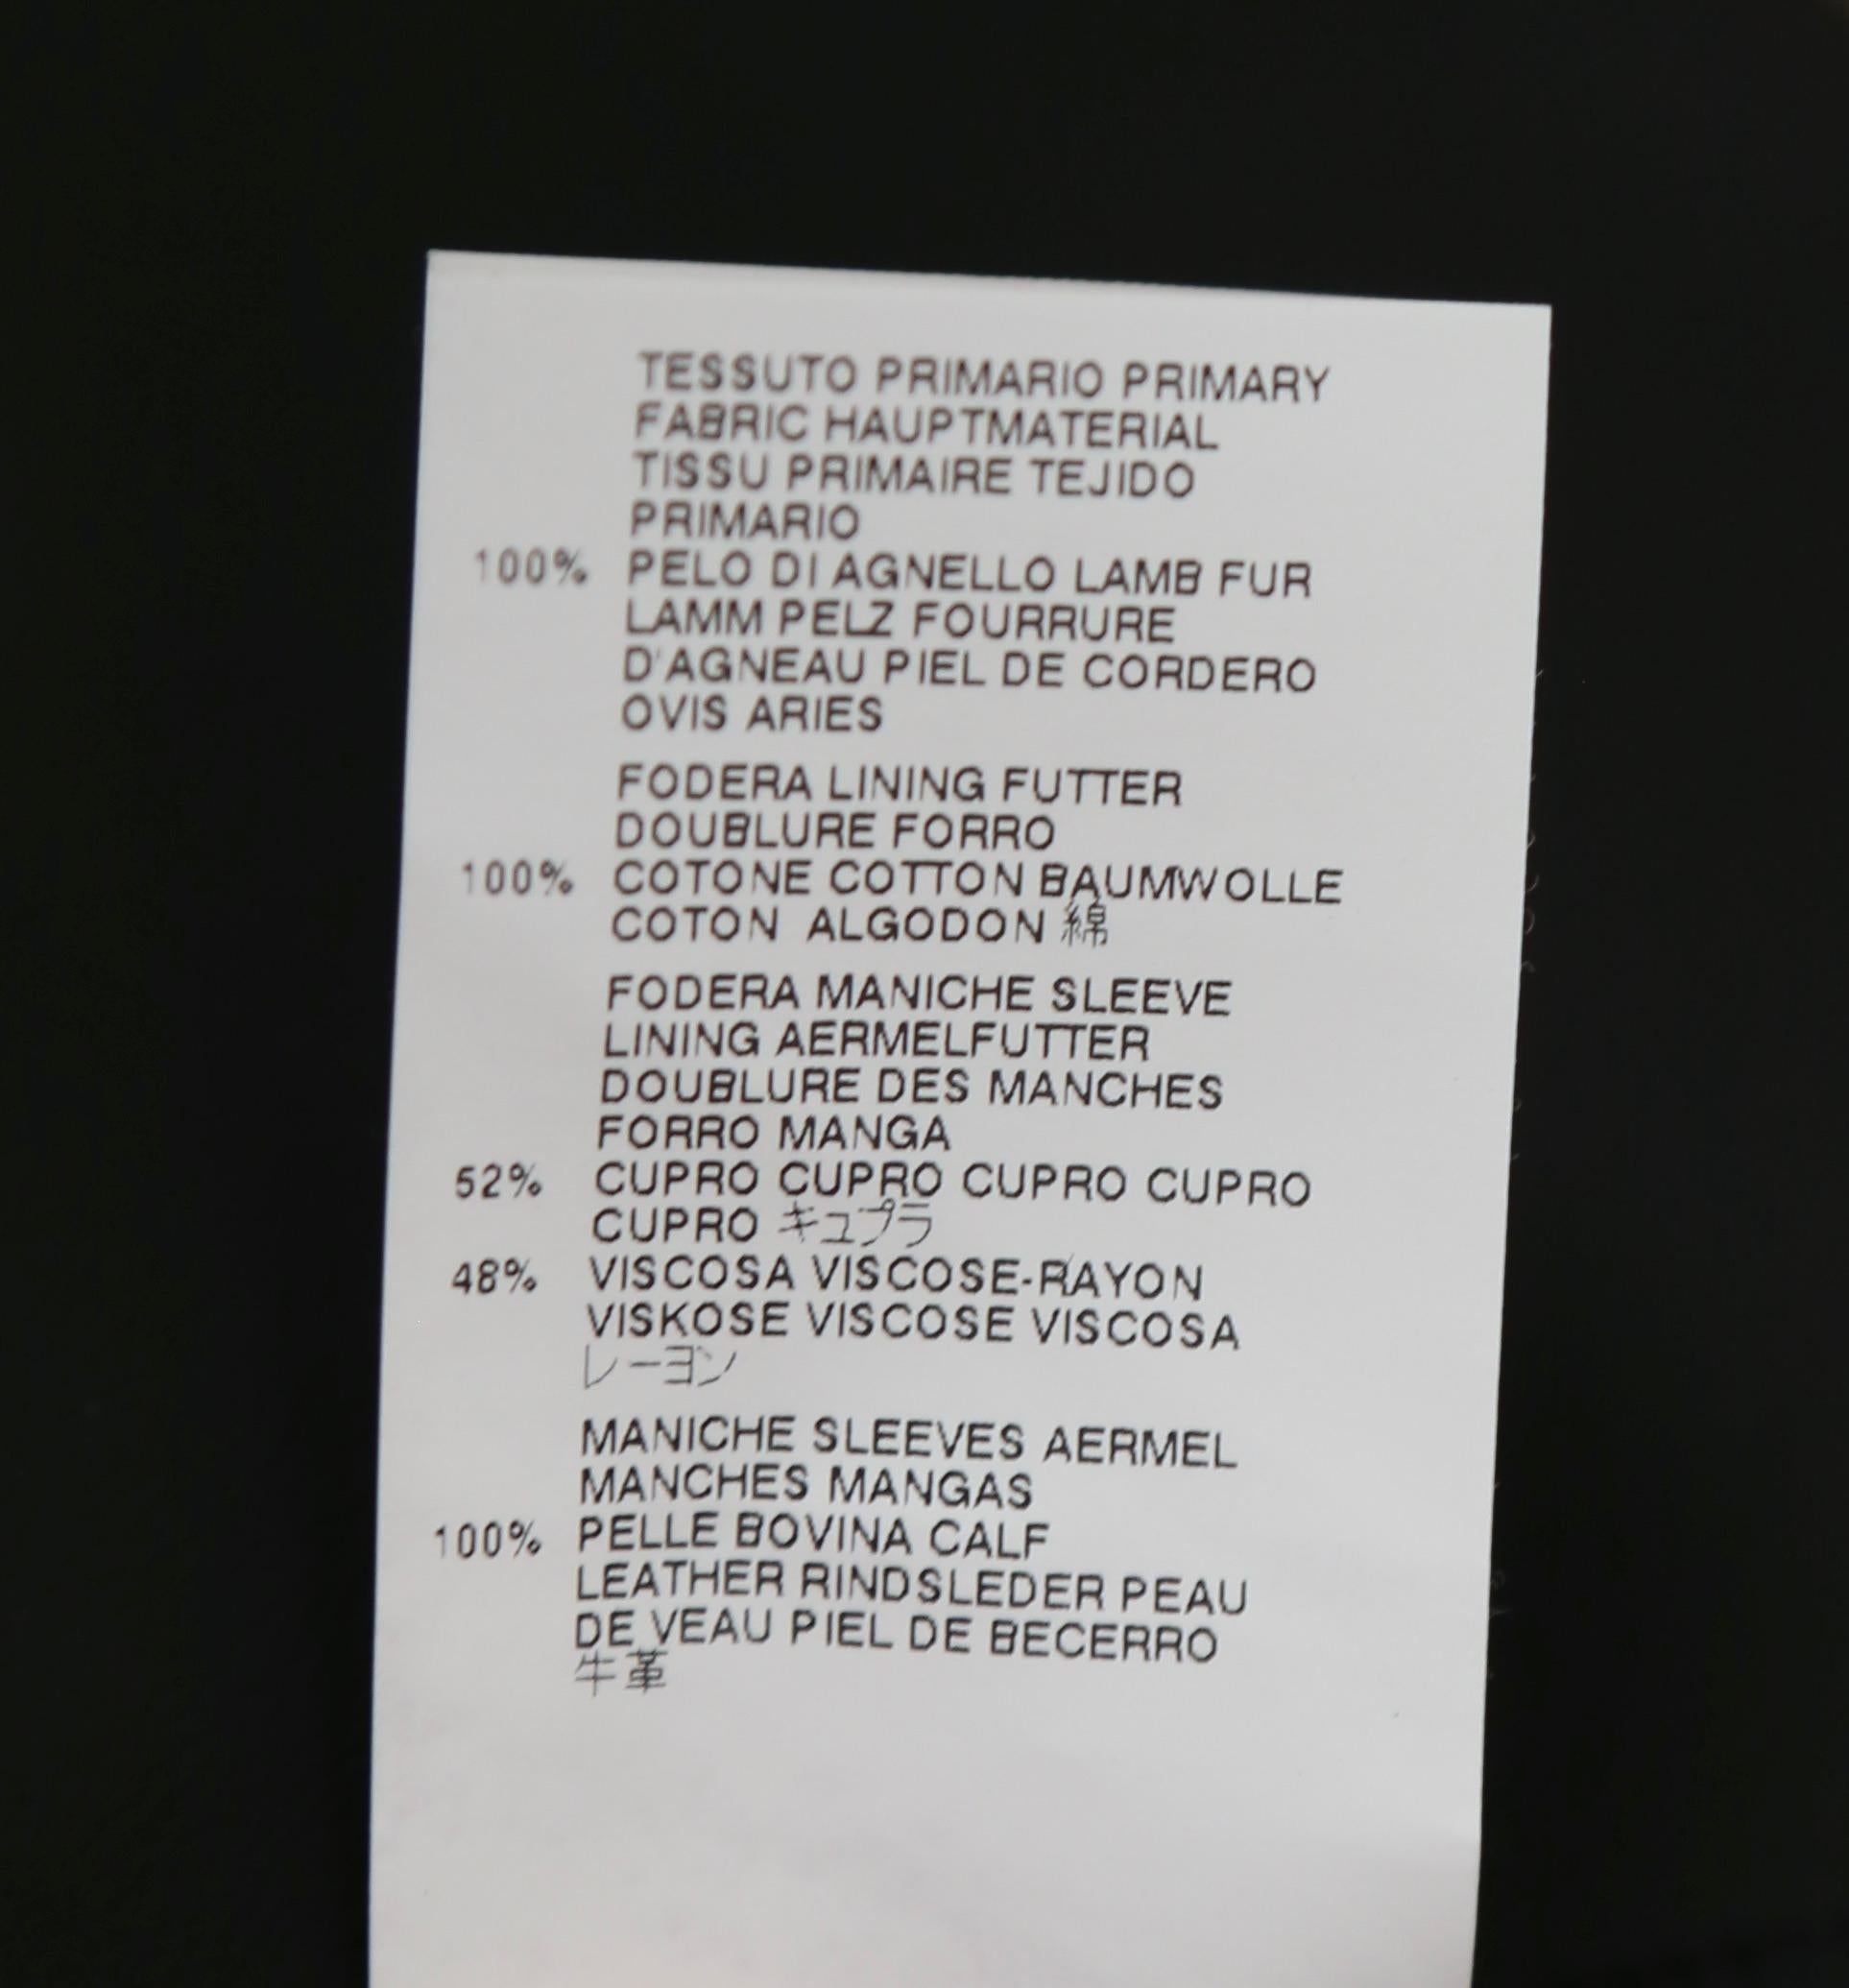 TESSUTO PRIMARIO PRIMARY
FABRIC HAUPTMATERIAL
TISSU PRIMAIRE TEJIDO
PRIMARIO
100% PELO DI AGNELLO LAMB FUR
LAMM PELZ FOURRURE
D'AGNEAU PIEL DE CORDERO
OVIS ARIES
FODERA LINING FUTTER
DOUBLURE FORRO
100% COTONE COTTON BAUMWOLLE
COTON ALGODON 綿
FODERA MANICHE SLEEVE
LINING AERMELFUTTER
DOUBLURE DES MANCHES
FORRO MANGA
52% CUPRO CUPRO CUPRO CUPRO
CUPRO キュプラ
48% VISCOSA VISCOSE-RAYON
VISKOSE VISCOSE VISCOSA
レーヨン
MANICHE SLEEVES AERMEL
MANCHES MANGAS
100% PELLE BOVINA CALF
LEATHER RINDSLEDER PEAU
DE VEAU PIEL DE BECERRO
牛革